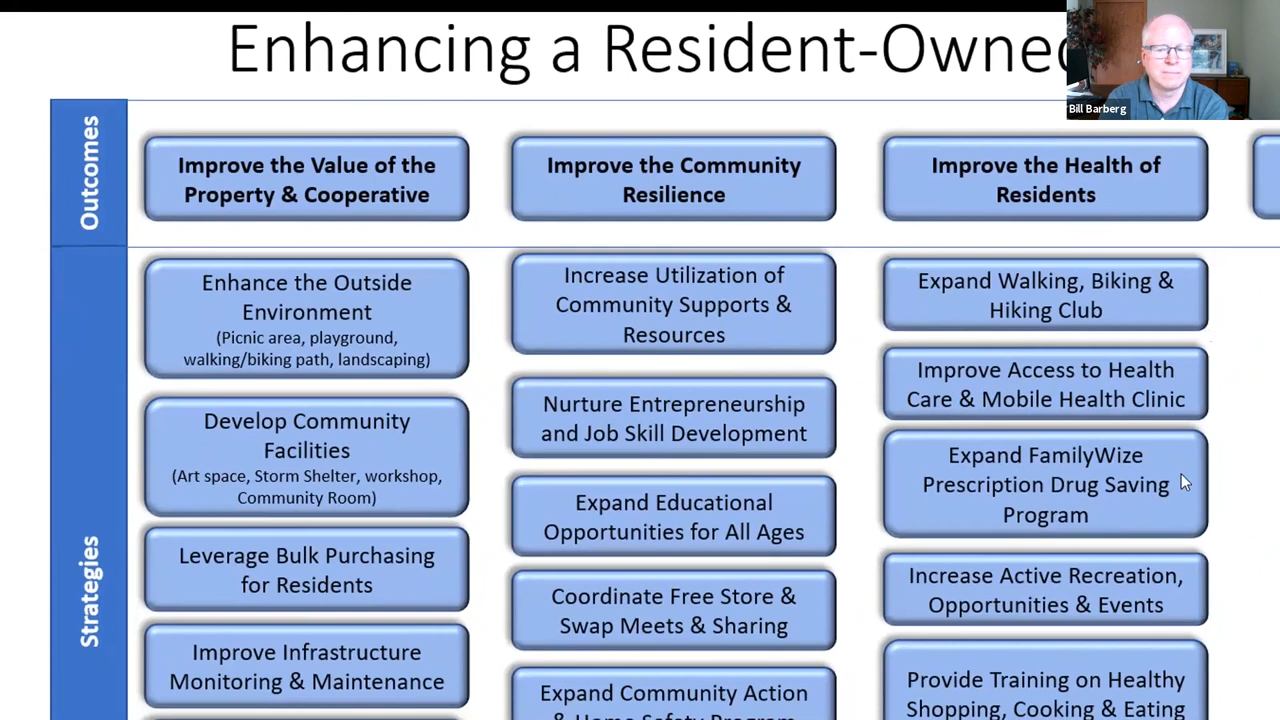 Enhancing a Resident-Owned
Bill Barberg
Outcomes
Improve the Value of the
Property & Cooperative
Improve the Community
Resilience
Improve the Health of
Residents
Strategies
Enhance the Outside
Environment
(Picnic area, playground,
walking/biking path, landscaping)
Develop Community
Facilities
(Art space, Storm Shelter, workshop,
Community Room)
Leverage Bulk Purchasing
for Residents
Improve Infrastructure
Monitoring & Maintenance
Increase Utilization of
Community Supports &
Resources
Nurture Entrepreneurship
and Job Skill Development
Expand Educational
Opportunities for All Ages
Coordinate Free Store &
Swap Meets & Sharing
Expand Community Action
& Home Safety Program
Expand Walking, Biking &
Hiking Club
Improve Access to Health
Care & Mobile Health Clinic
Expand FamilyWize
Prescription Drug Saving
Program
Increase Active Recreation,
Opportunities & Events
Provide Training on Healthy
Shopping, Cooking & Eating